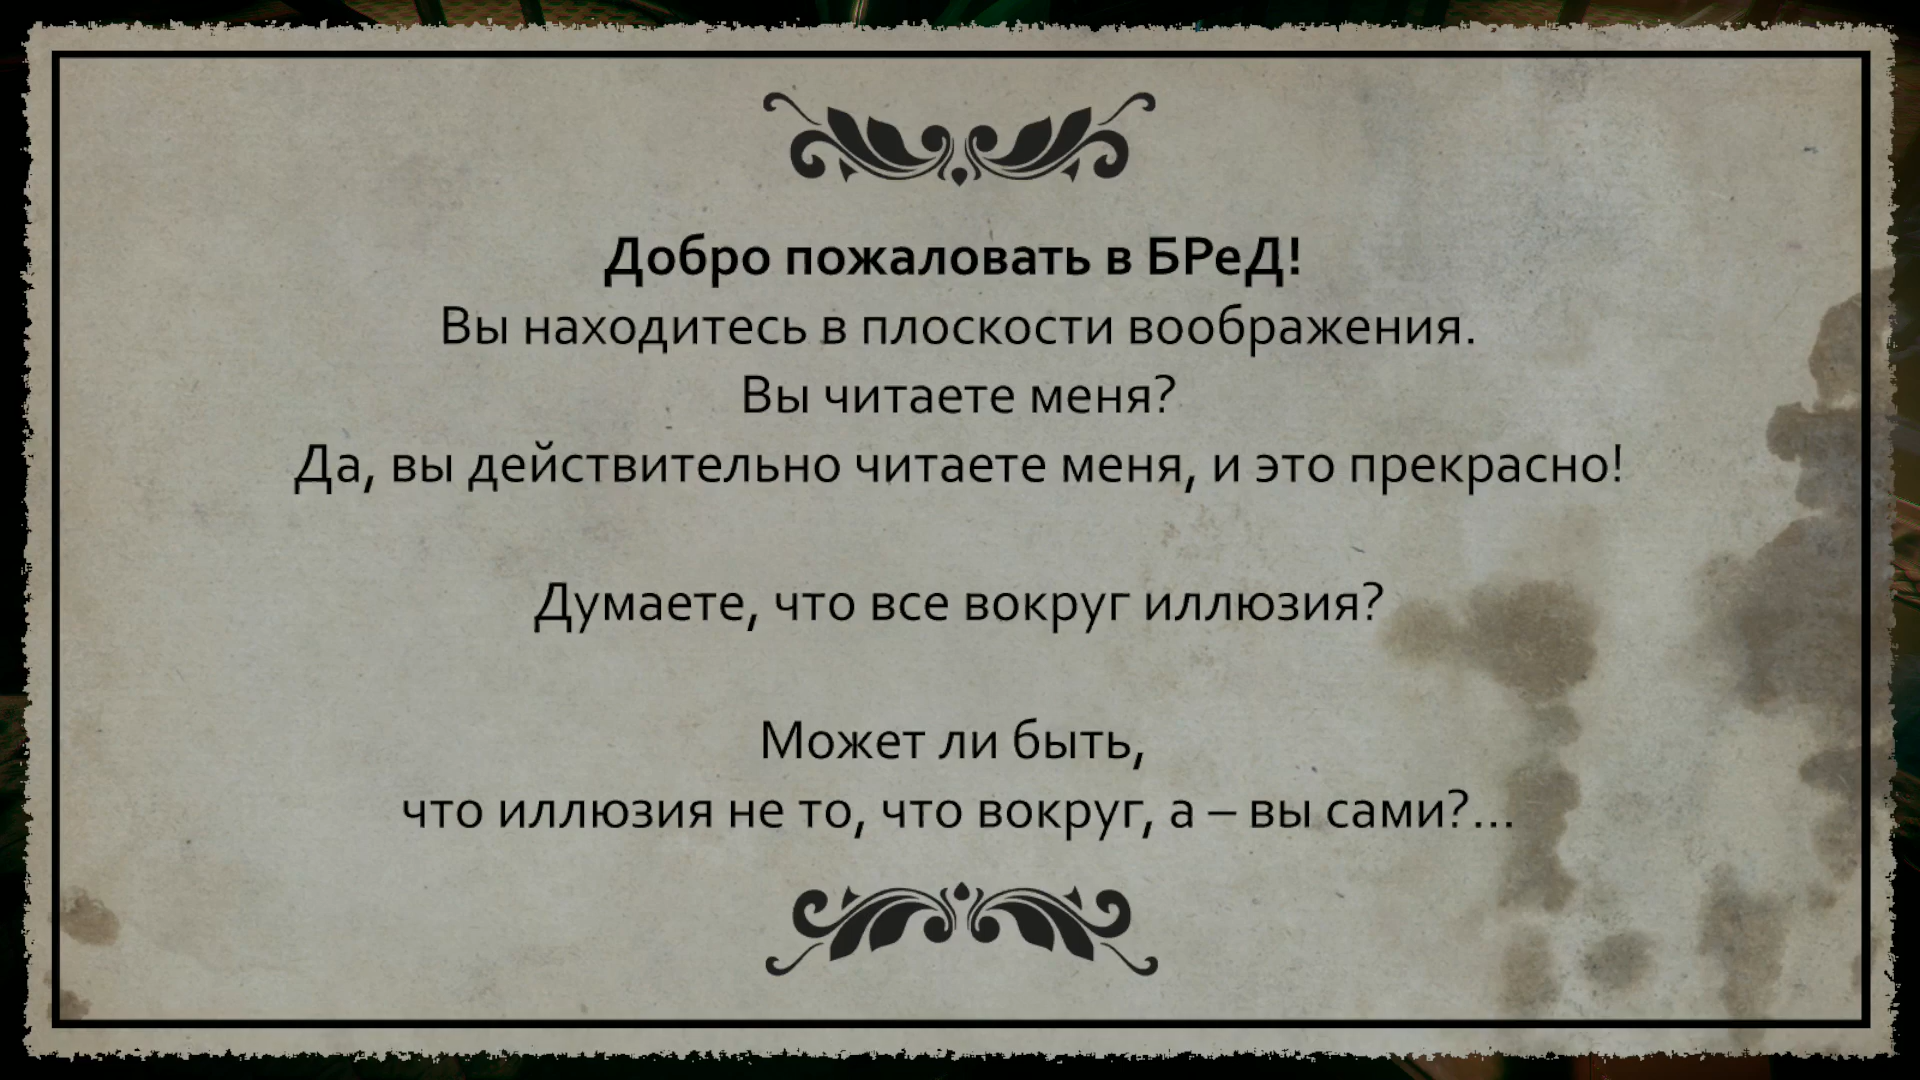 Добро пожаловать в БРеД!
Вы находитесь в плоскости воображения.
Вы читаете меня?
Да, вы действительно читаете меня, и это прекрасно!
Думаете, что все вокруг иллюзия?
Может ли быть,
что иллюзия не то, что вокруг, а – вы сами?...